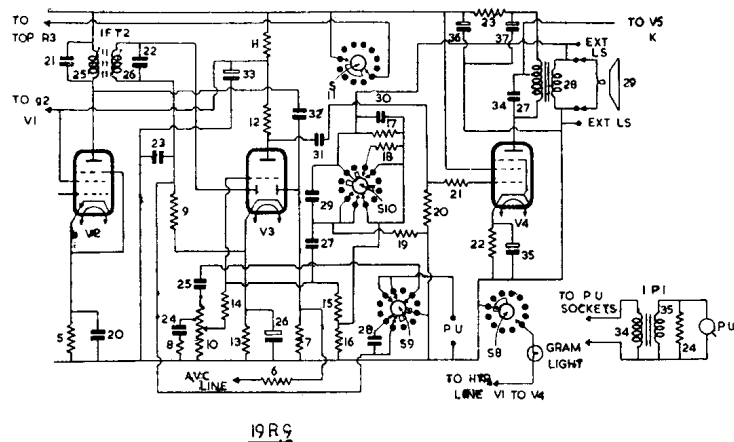 TO
TOP R3
IFT2
21
25
26
22
TO g2
V1
H
33
12
32
S
11
30
17
18
31
S10
36
23
37
TO V5
K
EXT
LS
34
27
28
29
EXT LS
23
9
V3
29
27
19
20
21
V4
22
35
V2
5
20
25
24
8
10
14
13
26
7
15
16
28
S9
PU
S8
AVC
LINE
6
TO HTR
LINE V1 TO V4
GRAM
LIGHT
TO PU
SOCKETS
IPI
34
35
24
PU
19R9